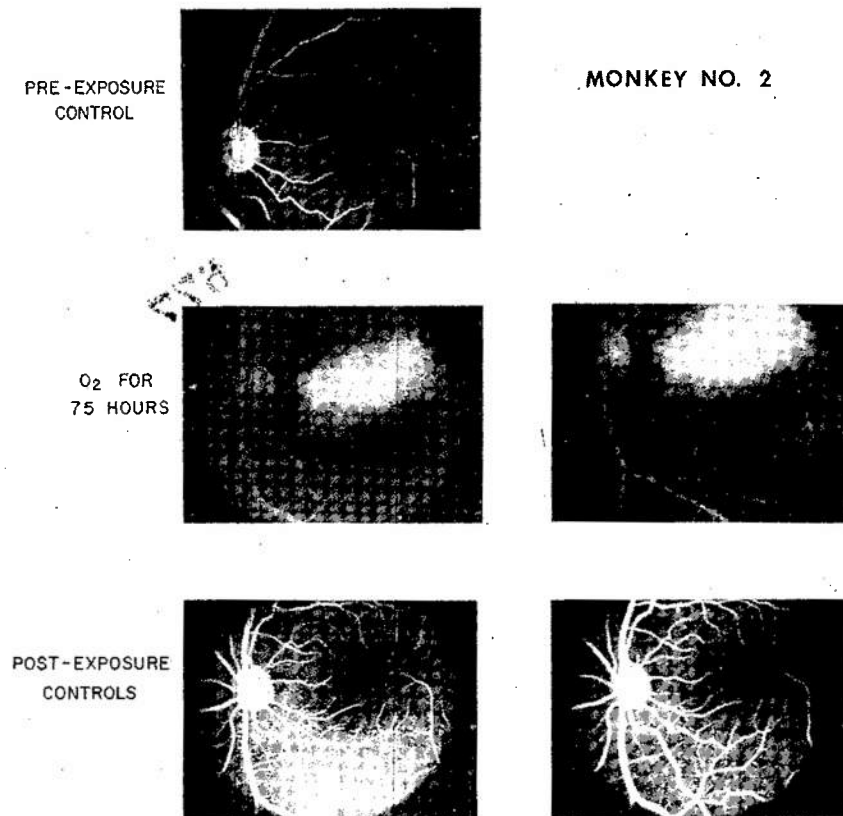 PRE-EXPOSURE
CONTROL
MONKEY NO. 2
O₂ FOR
75 HOURS
POST-EXPOSURE
CONTROLS